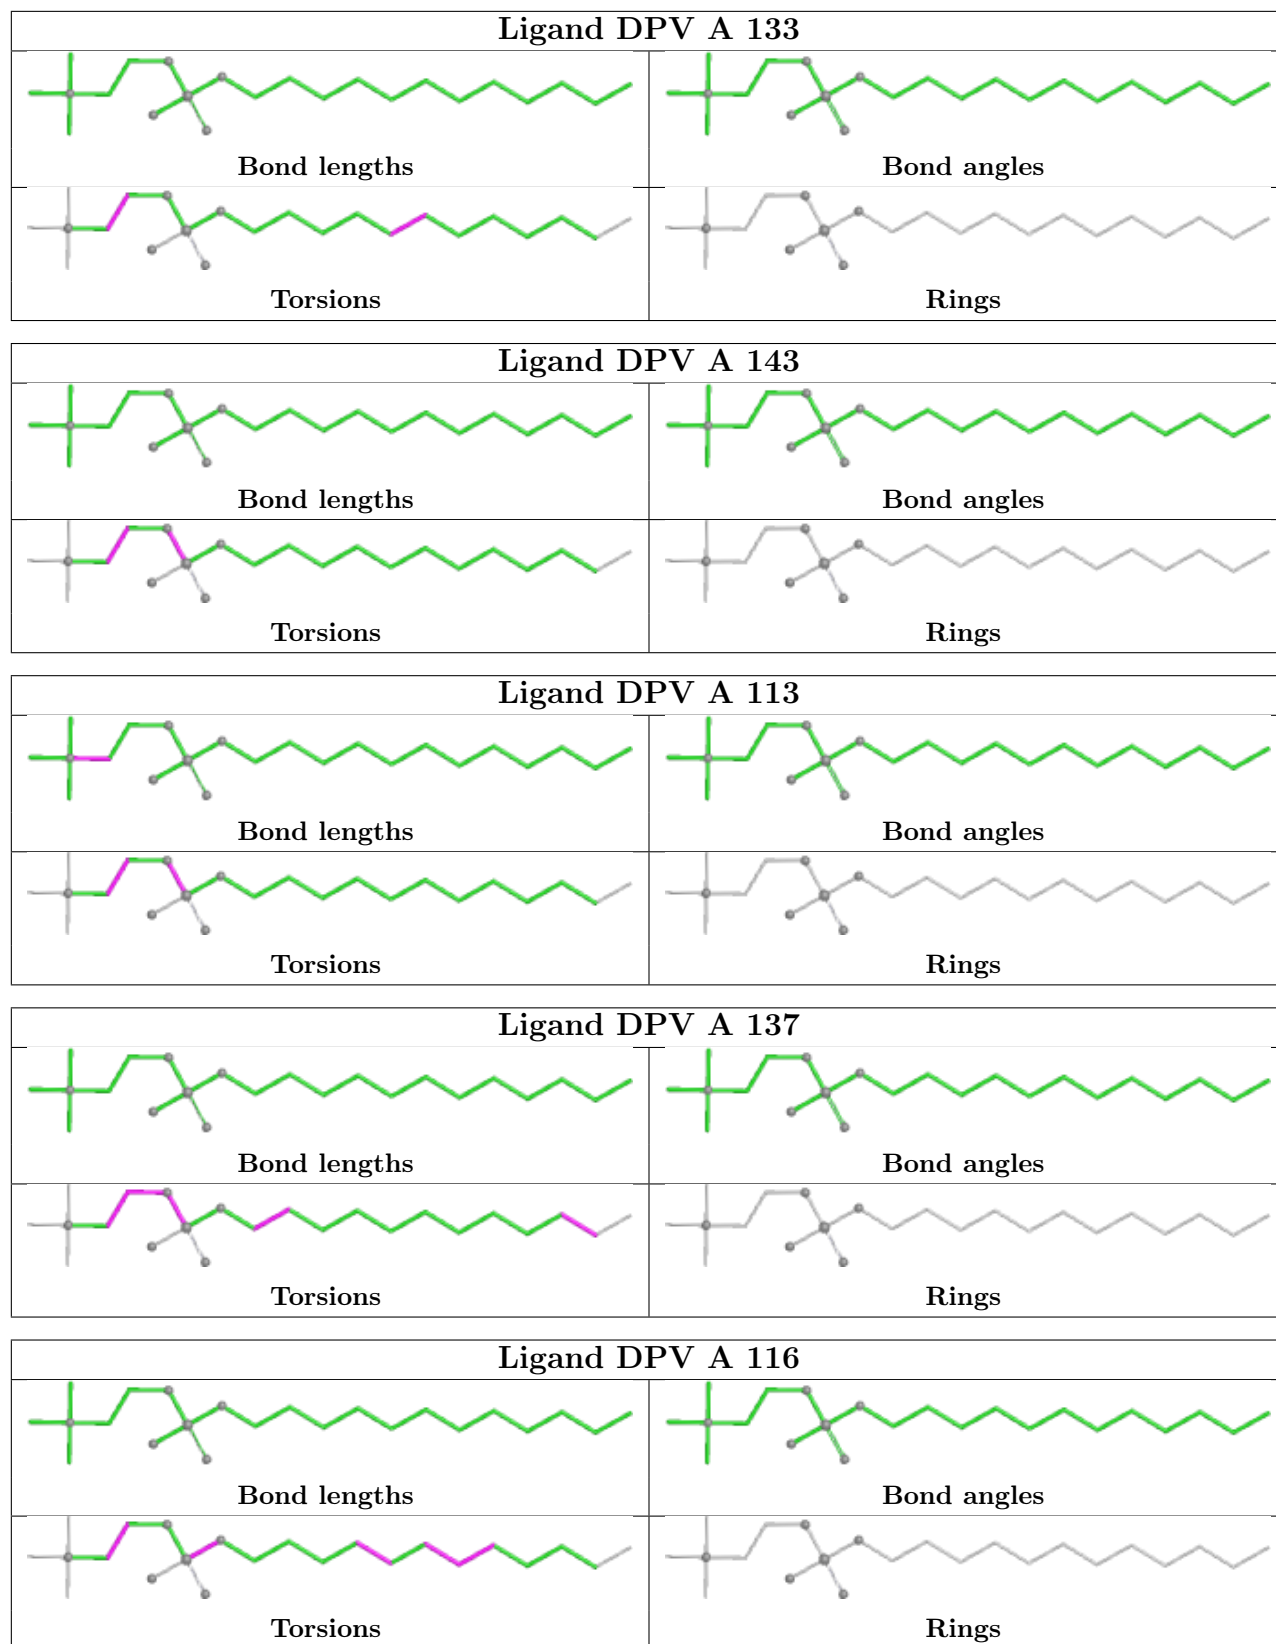 Ligand DPV A 133
Bond lengths
Bond angles
Torsions
Rings
Ligand DPV A 143
Bond lengths
Bond angles
Torsions
Rings
Ligand DPV A 113
Bond lengths
Bond angles
Torsions
Rings
Ligand DPV A 137
Bond lengths
Bond angles
Torsions
Rings
Ligand DPV A 116
Bond lengths
Bond angles
Torsions
Rings